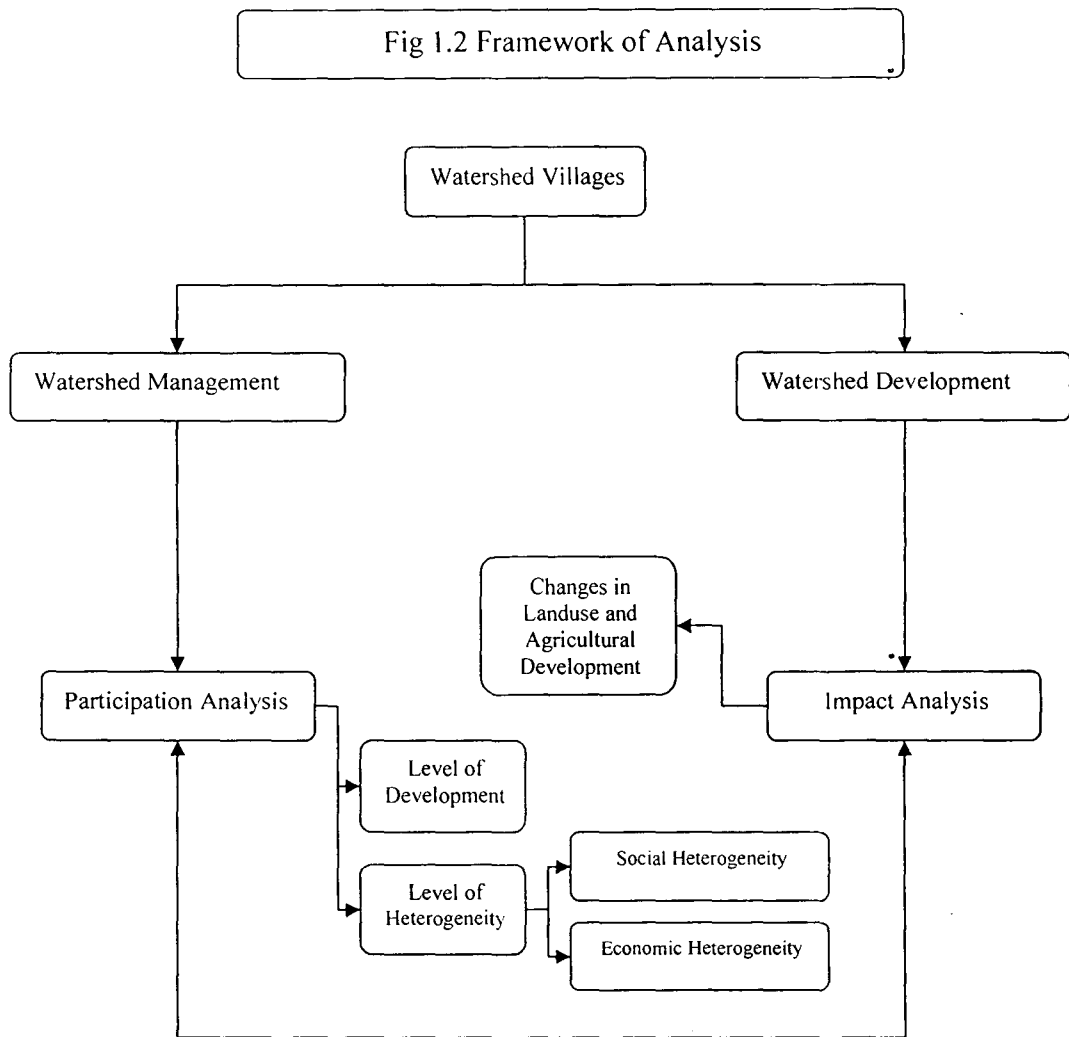 Fig 1.2 Framework of Analysis
Watershed Villages
Watershed Management
Watershed Development
Changes in
Landuse and
Agricultural
Development
Participation Analysis
Impact Analysis
Level of
Development
Level of
Heterogeneity
Social Heterogeneity
Economic Heterogeneity